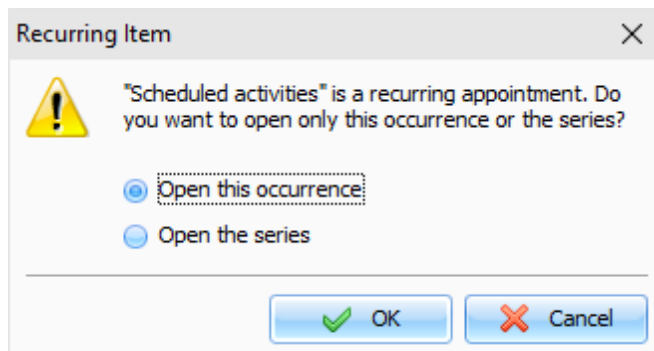 Recurring Item
"Scheduled activities" is a recurring appointment. Do
you want to open only this occurrence or the series?
Open this occurrence
Open the series
OK
Cancel